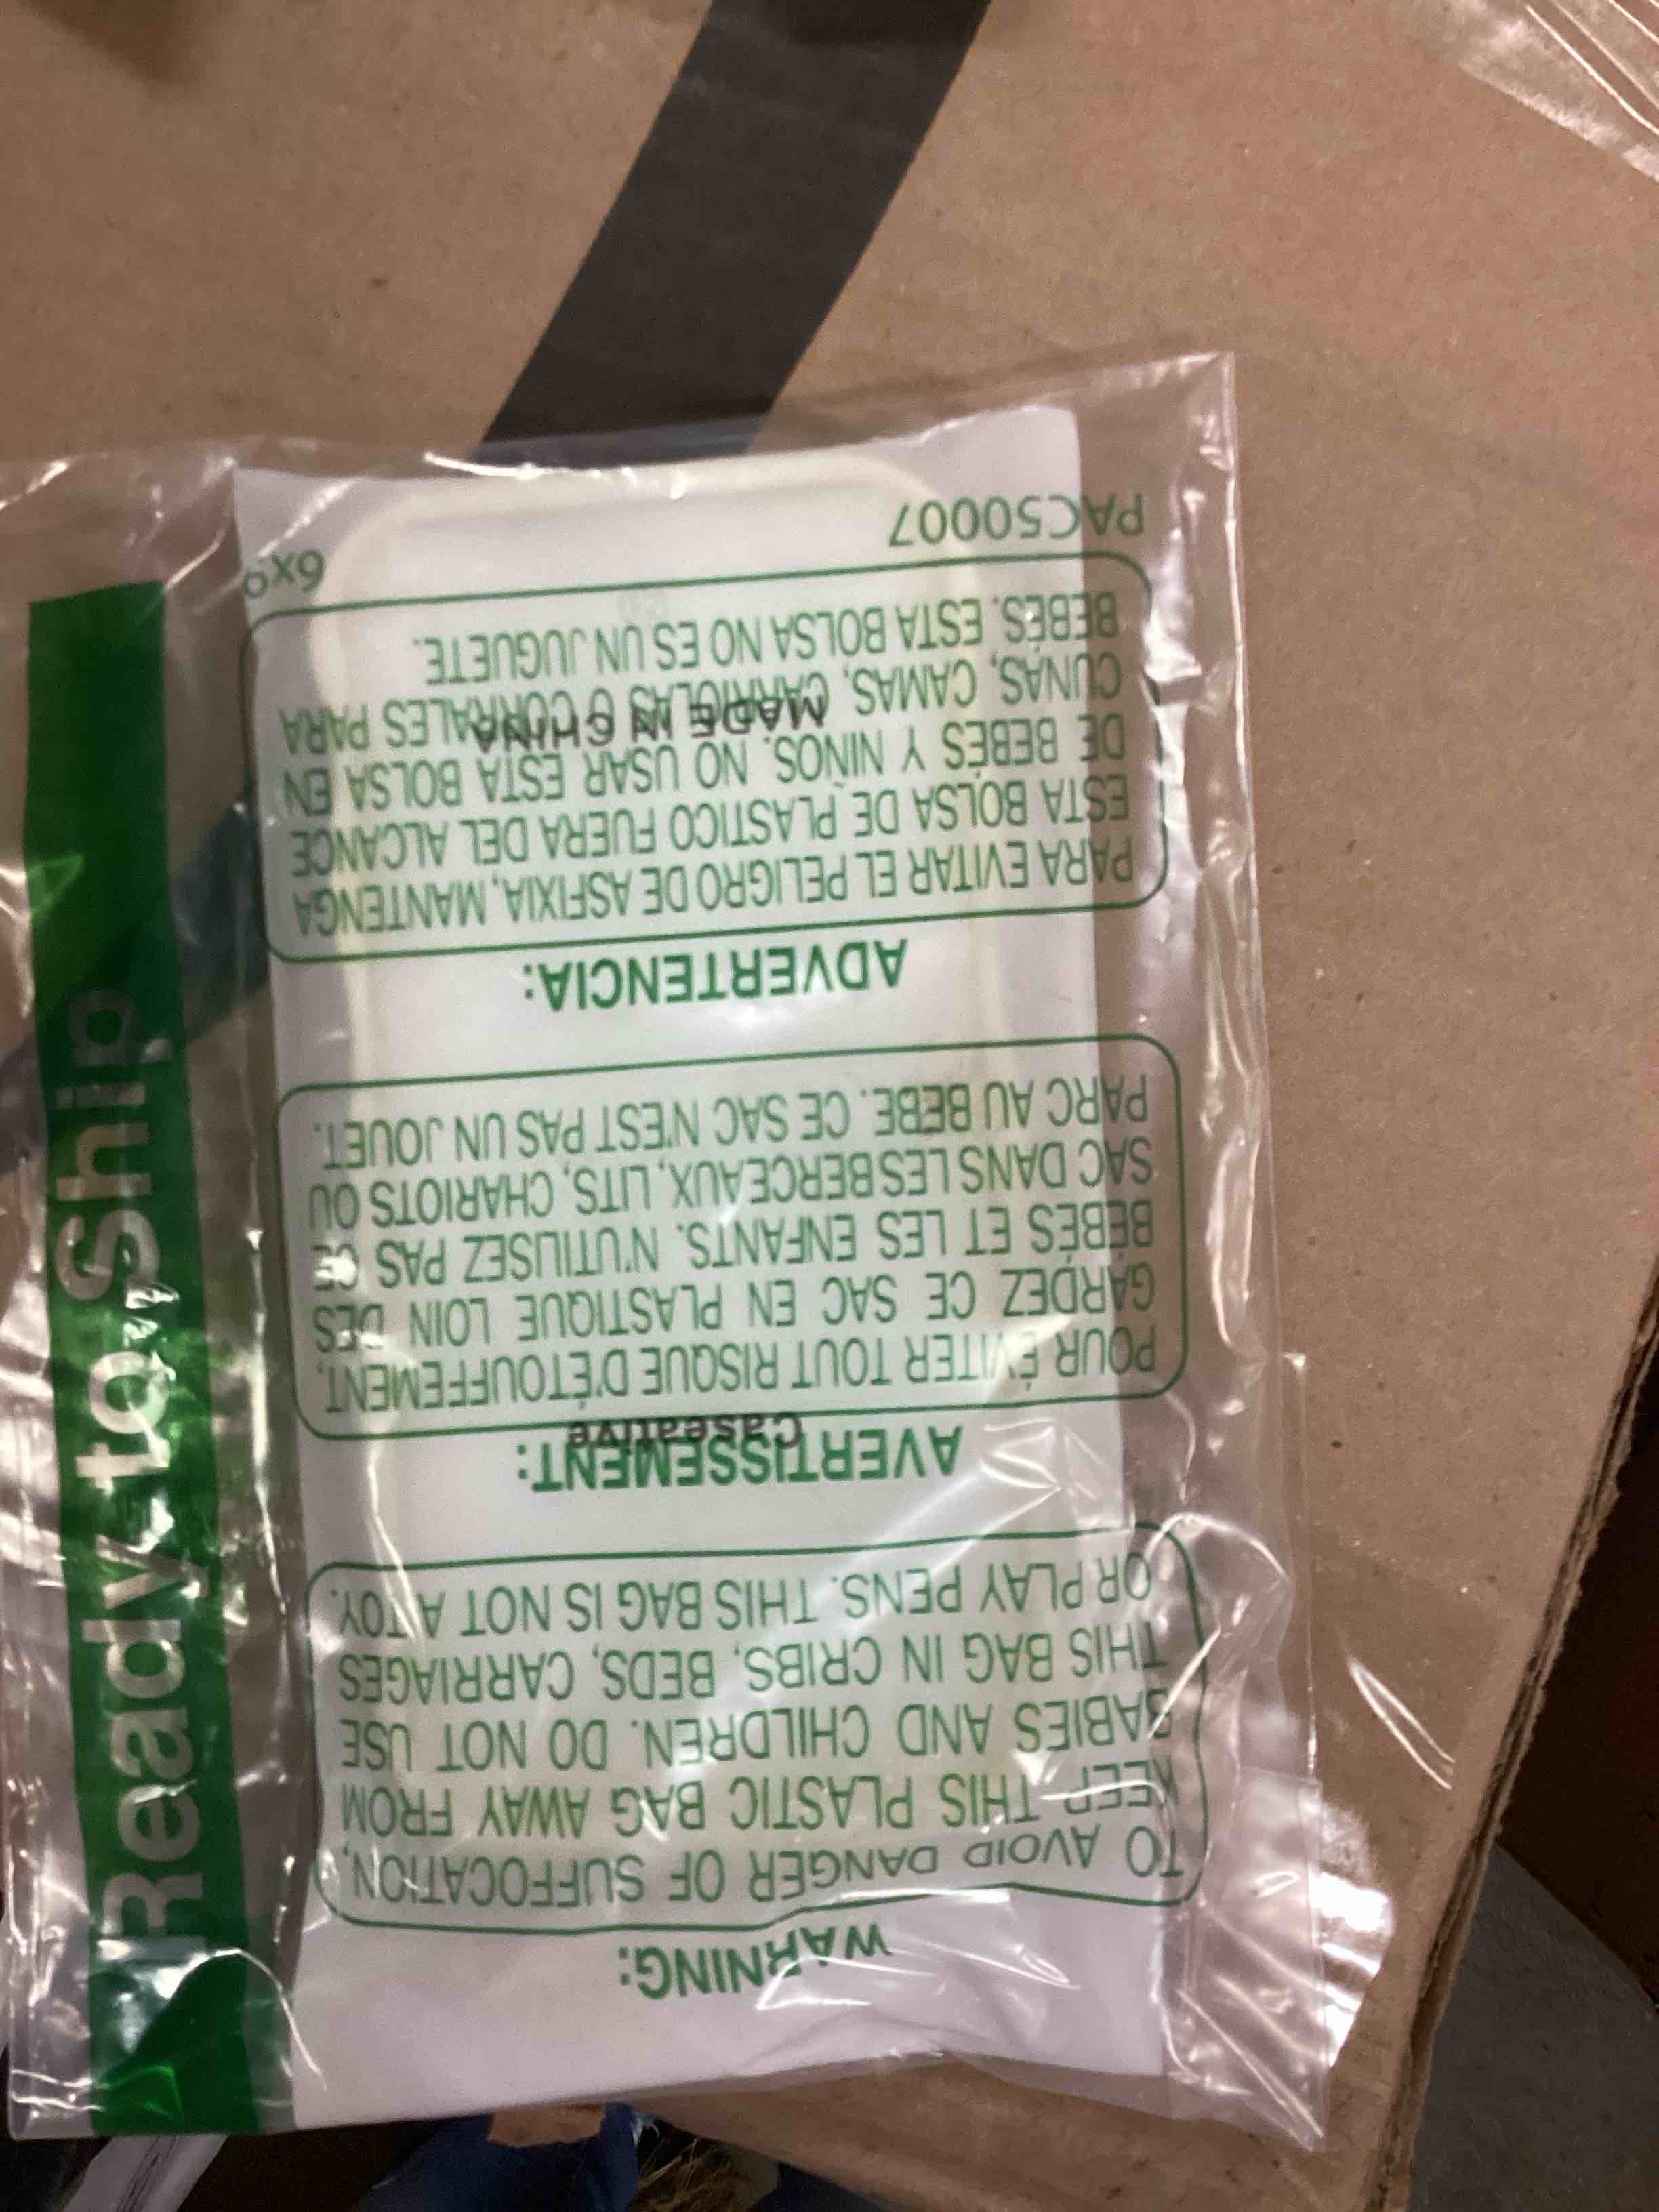 WARNING:
TO AVOID DANGER OF SUFFOCATION,
KEEP THIS PLASTIC BAG AWAY FROM
BABIES AND CHILDREN. DO NOT USE
THIS BAG IN CRIBS, BEDS, CARRIAGES
OR PLAY PENS. THIS BAG IS NOT A TOY.
AVERTISSEMENT:
Caseative
POUR ÉVITER TOUT RISQUE D'ÉTOUFFEMENT,
GARDEZ CE SAC EN PLASTIQUE LOIN DES
BÉBÉS ET LES ENFANTS. N'UTILISEZ PAS CE
SAC DANS LES BERCEAUX, LITS, CHARIOTS OU
PARC AU BEBE. CE SAC N'EST PAS UN JOUET.
ADVERTENCIA:
PARA EVITAR EL PELIGRO DE ASFIXIA, MANTENGA
ESTA BOLSA DE PLASTICO FUERA DEL ALCANCE
DE BEBÉS Y NIÑOS. NO USAR ESTA BOLSA EN
CUNAS, CAMAS, CARRIOLAS O CORRALES PARA
MADE IN CHINA
BEBÉS. ESTA BOLSA NO ES UN JUGUETE.
PAC50007
6x9
Ready to Ship